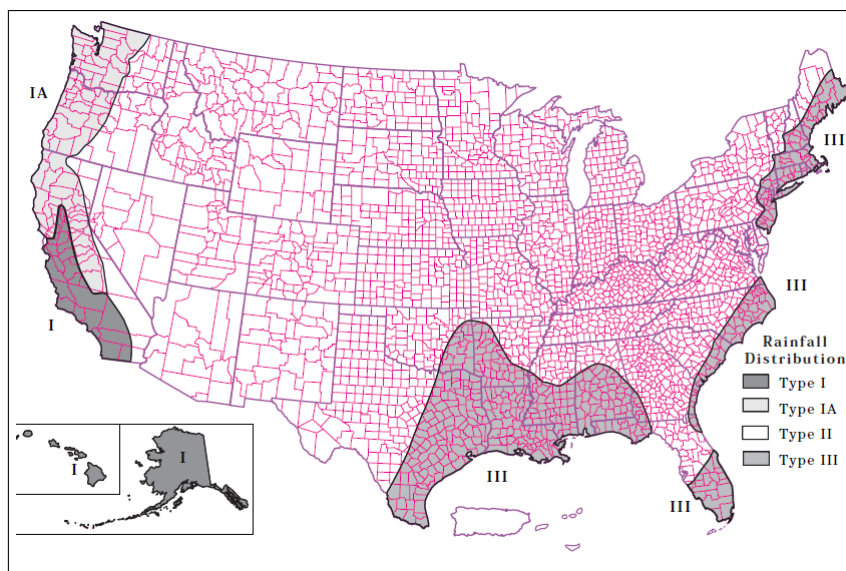 IA
III
III
I
Rainfall
Distribution
Type I
Type IA
Type II
Type III
I
I
III
III